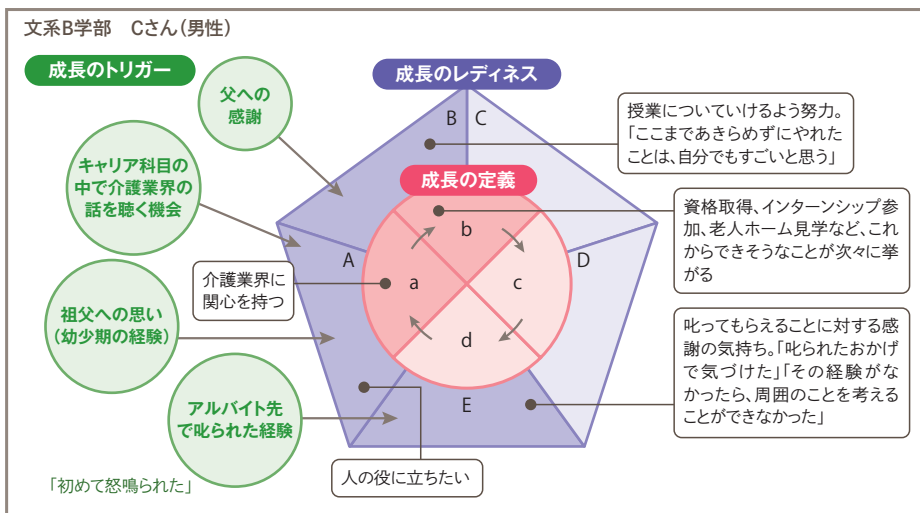 文系B学部　Cさん（男性）
成長のトリガー
成長のレディネス
父への
感謝
キャリア科目の
中で介護業界の
話を聴く機会
祖父への思い
（幼少期の経験）
アルバイト先
で叱られた経験
「初めて怒鳴られた」
B
C
A
D
E
成長の定義
a
b
c
d
介護業界に
関心を持つ
人の役に立ちたい
授業についていけるよう努力。
「ここまであきらめずにやれた
ことは、自分でもすごいと思う」
資格取得、インターンシップ参
加、老人ホーム見学など、これ
からできそうなことが次々に挙
がる
叱ってもらえることに対する感
謝の気持ち。「叱られたおかげ
で気づけた」「その経験がな
かったら、周囲のことを考える
ことができなかった」